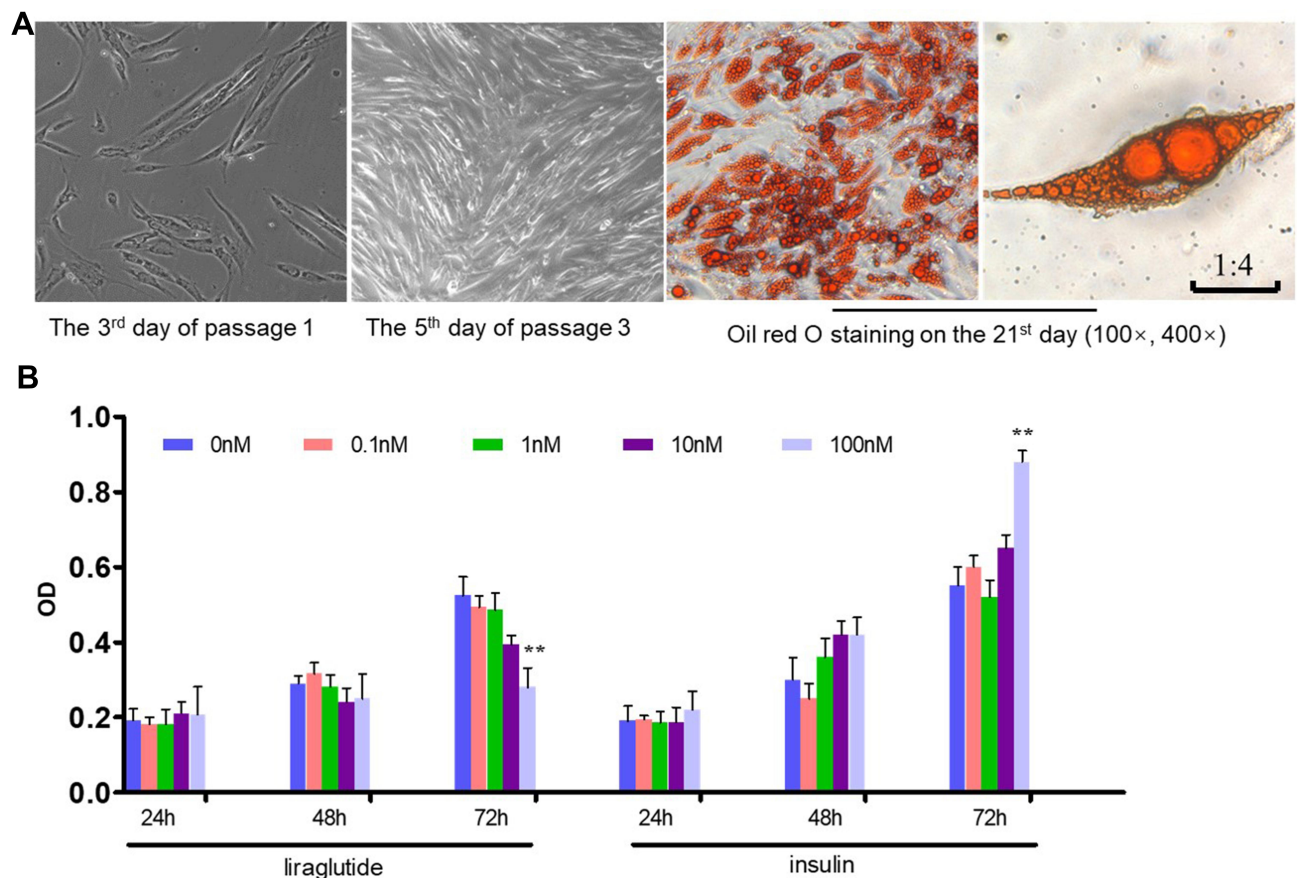 A
1:4
The 3rd day of passage 1
The 5th day of passage 3
Oil red O staining on the 21st day (100×, 400×)
B
1.0
0nM
0.1nM
1nM
10nM
100nM
**
0.8
0.6
OD
0.4
**
0.2
0.0
24h
48h
72h
24h
48h
72h
liraglutide
insulin